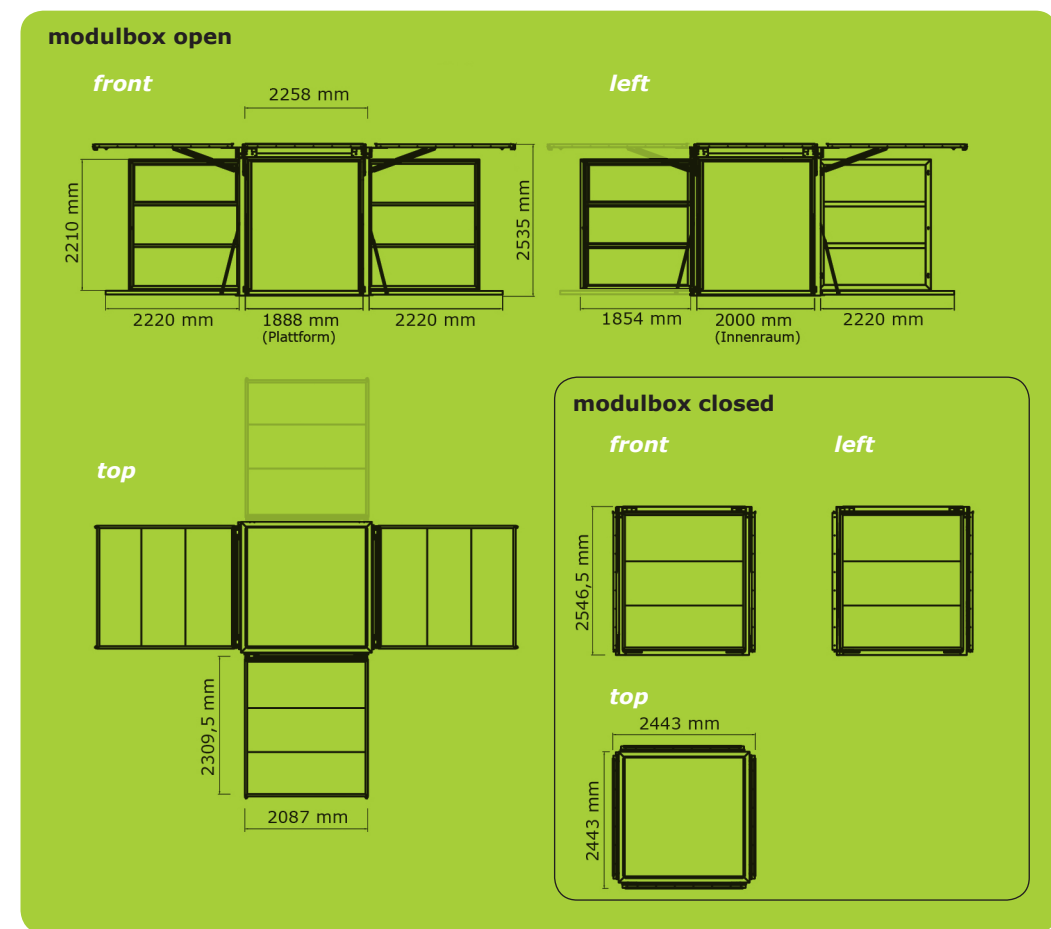 modulbox open
front
left
2258 mm
2210 mm
2535 mm
2220 mm
1888 mm
(Plattform)
2220 mm
1854 mm
2000 mm
(Innenraum)
2220 mm
top
2309,5 mm
2087 mm
modulbox closed
front
left
2546,5 mm
top
2443 mm
2443 mm